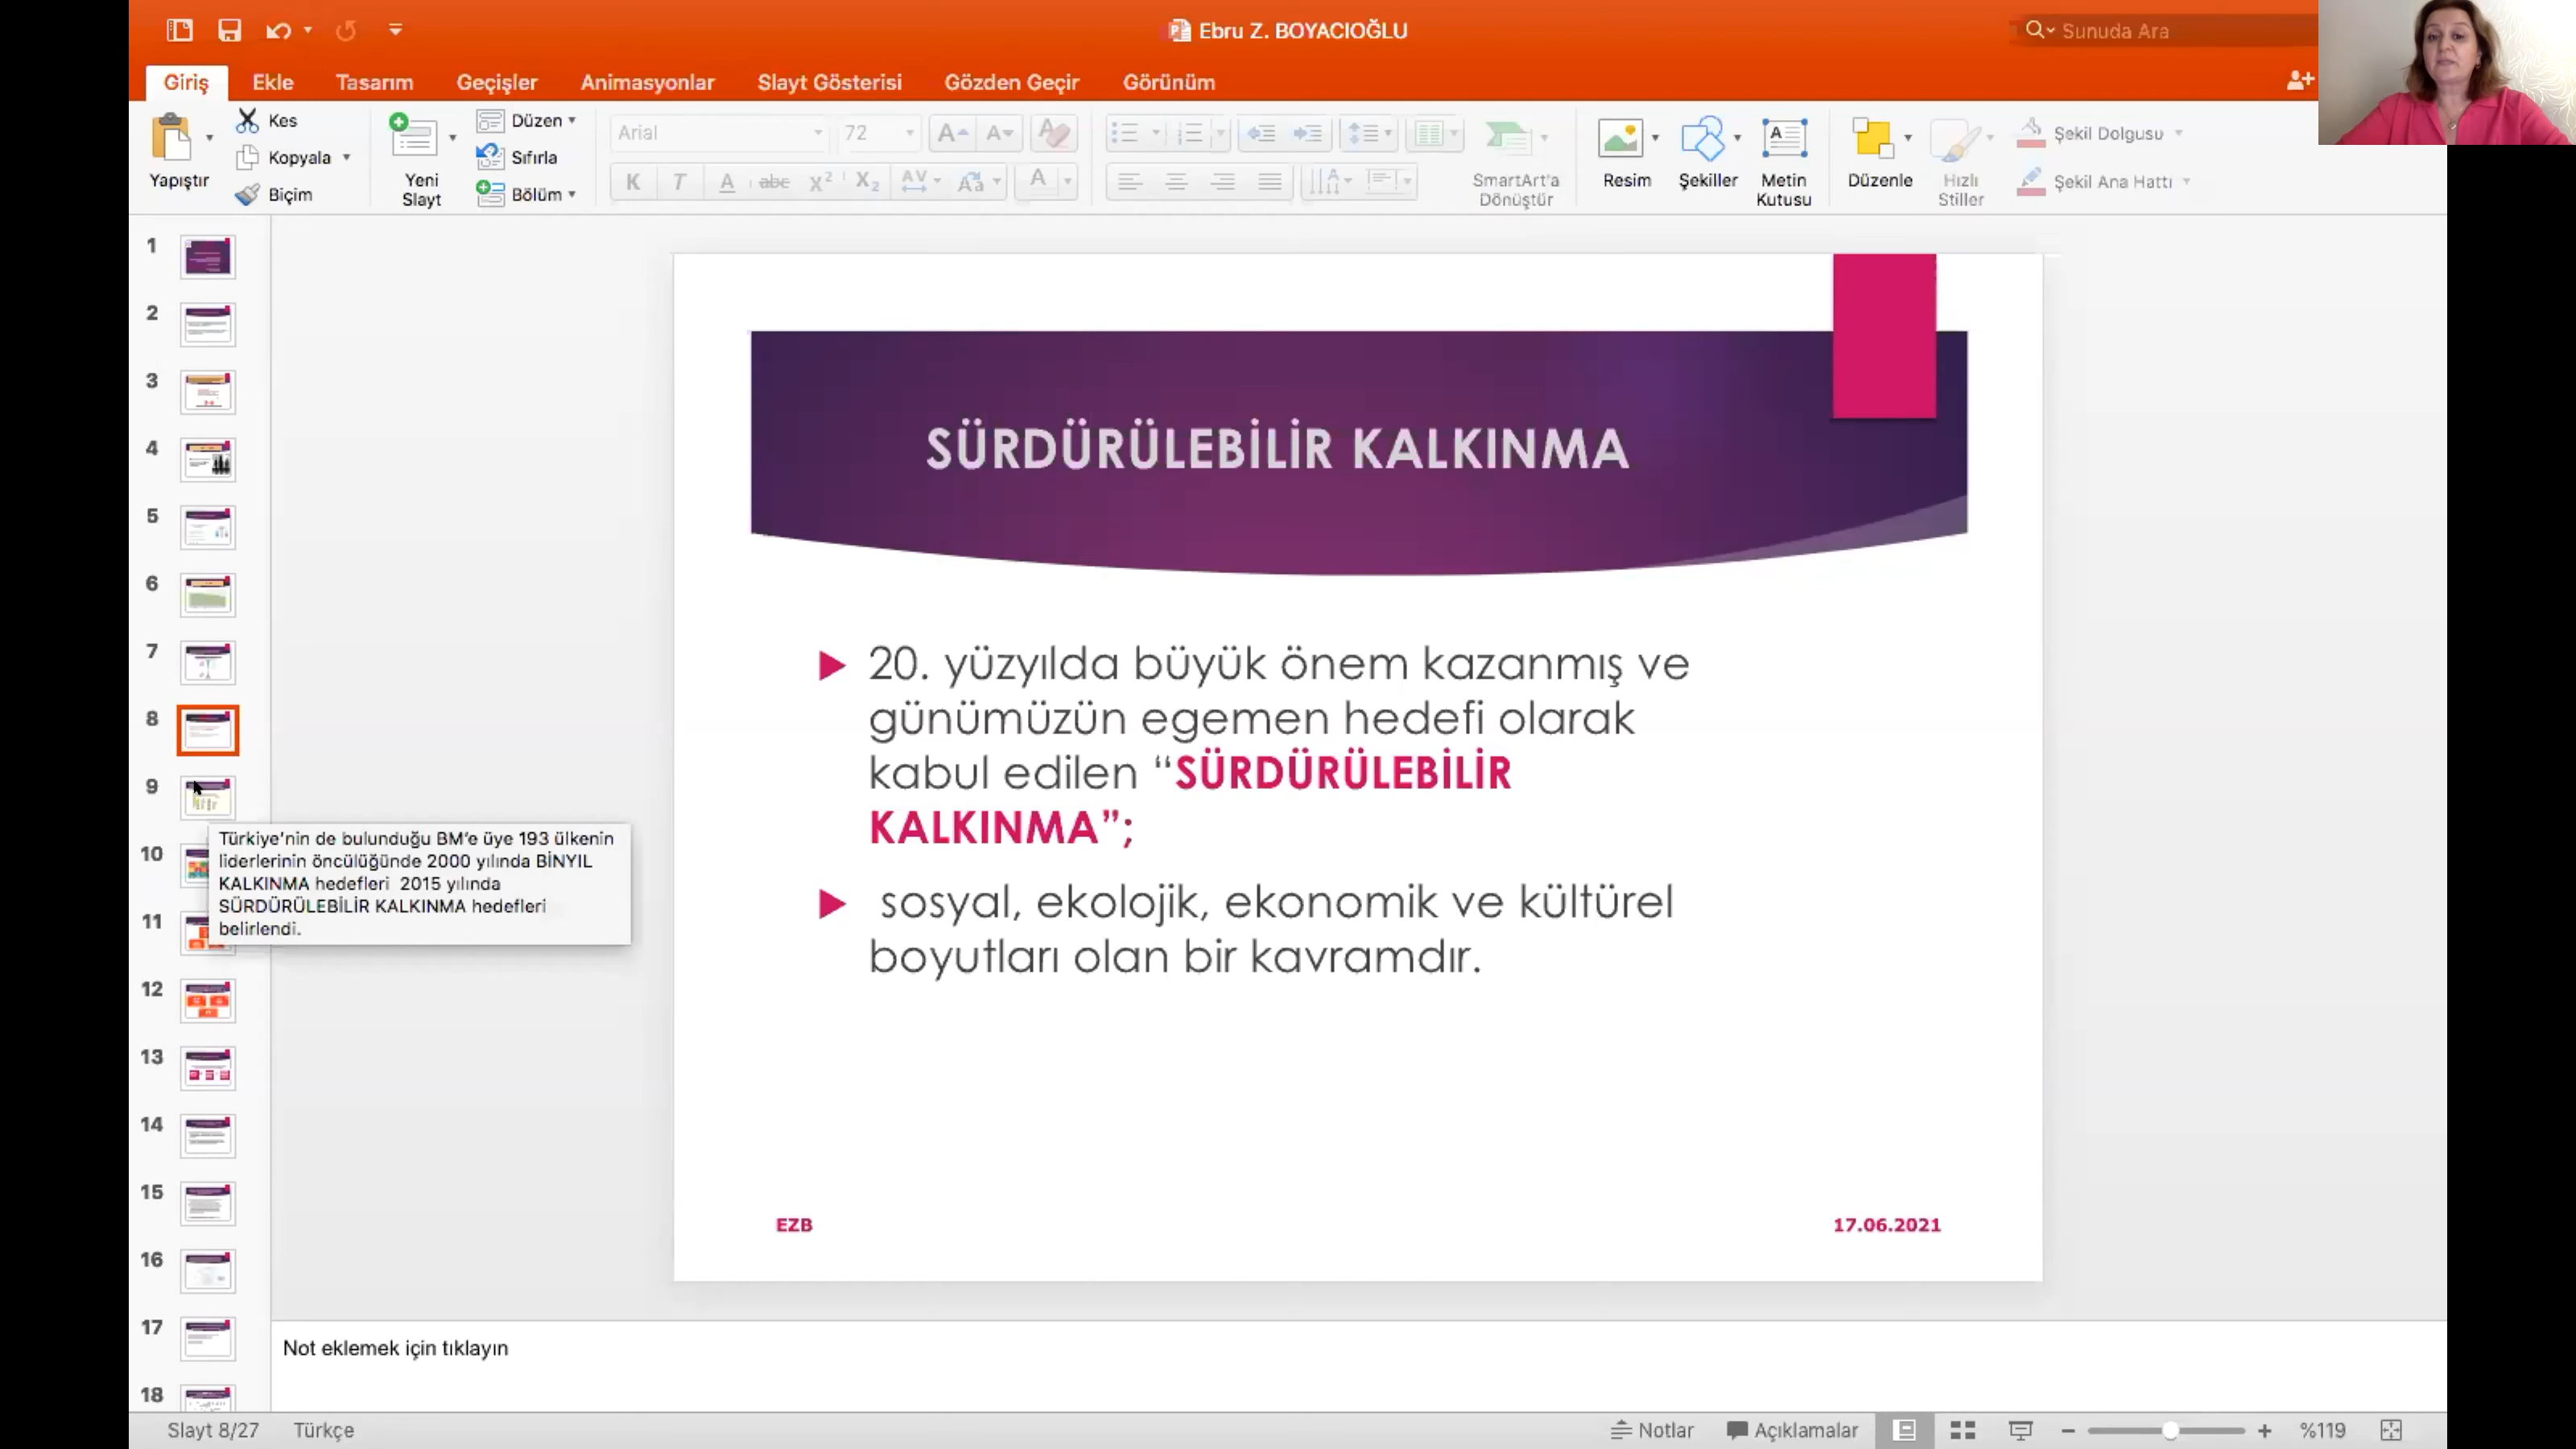 Ebru Z. BOYACIOĞLU
Sunuda Ara
Giriş
Ekle
Tasarım
Geçişler
Animasyonlar
Slayt Gösterisi
Gözden Geçir
Görünüm
Yapıştır
Kes
Kopyala
Biçim
Yeni
Slayt
Düzen
Sıfırla
Bölüm
Arial
72
SmartArt'a
Dönüştür
Resim
Şekiller
Metin
Kutusu
Düzenle
Hızlı
Stiller
Şekil Dolgusu
Şekil Ana Hattı
1
2
3
4
5
6
7
8
9
10
11
12
13
14
15
16
17
18
Türkiye'nin de bulunduğu BM'e üye 193 ülkenin
liderlerinin öncülüğünde 2000 yılında BİNYIL
KALKINMA hedefleri  2015 yılında
SÜRDÜRÜLEBİLİR KALKINMA hedefleri
belirlendi.
SÜRDÜRÜLEBİLİR KALKINMA
20. yüzyılda büyük önem kazanmış ve
günümüzün egemen hedefi olarak
kabul edilen “SÜRDÜRÜLEBİLİR
KALKINMA”;
sosyal, ekolojik, ekonomik ve kültürel
boyutları olan bir kavramdır.
EZB
17.06.2021
Not eklemek için tıklayın
Slayt 8/27
Türkçe
Notlar
Açıklamalar
%119